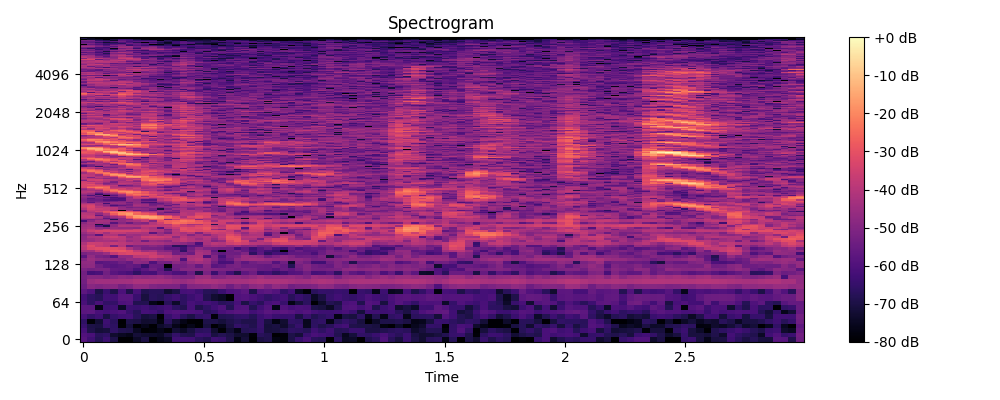 Spectrogram
Hz
4096
2048
1024
512
256
128
64
0
0
0.5
1
1.5
2
2.5
Time
+0 dB
-10 dB
-20 dB
-30 dB
-40 dB
-50 dB
-60 dB
-70 dB
-80 dB